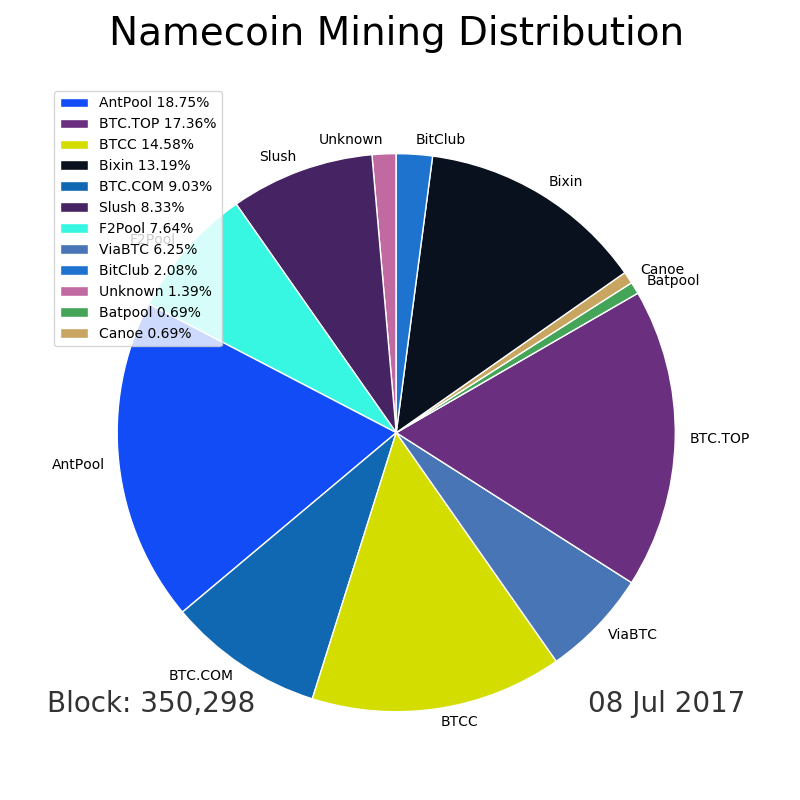 Namecoin Mining Distribution
AntPool 18.75%
BTC.TOP 17.36%
BTCC 14.58%
Bixin 13.19%
BTC.COM 9.03%
Slush 8.33%
F2Pool 7.64%
ViaBTC 6.25%
BitClub 2.08%
Unknown 1.39%
Batpool 0.69%
Canoe 0.69%
Unknown
BitClub
Slush
Bixin
F2Pool
Canoe
Batpool
AntPool
BTC.TOP
ViaBTC
BTC.COM
BTCC
Block: 350,298
08 Jul 2017